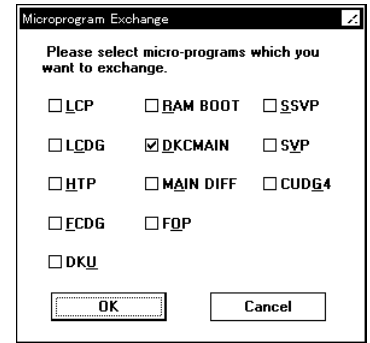 Microprogram Exchange
Please select micro-programs which you
want to exchange.
LCP RAM BOOT SSVP
LCDG DKCMAIN SVP
HTP MAIN DIFF CUDG4
FCDG FOP
DKU
OK Cancel